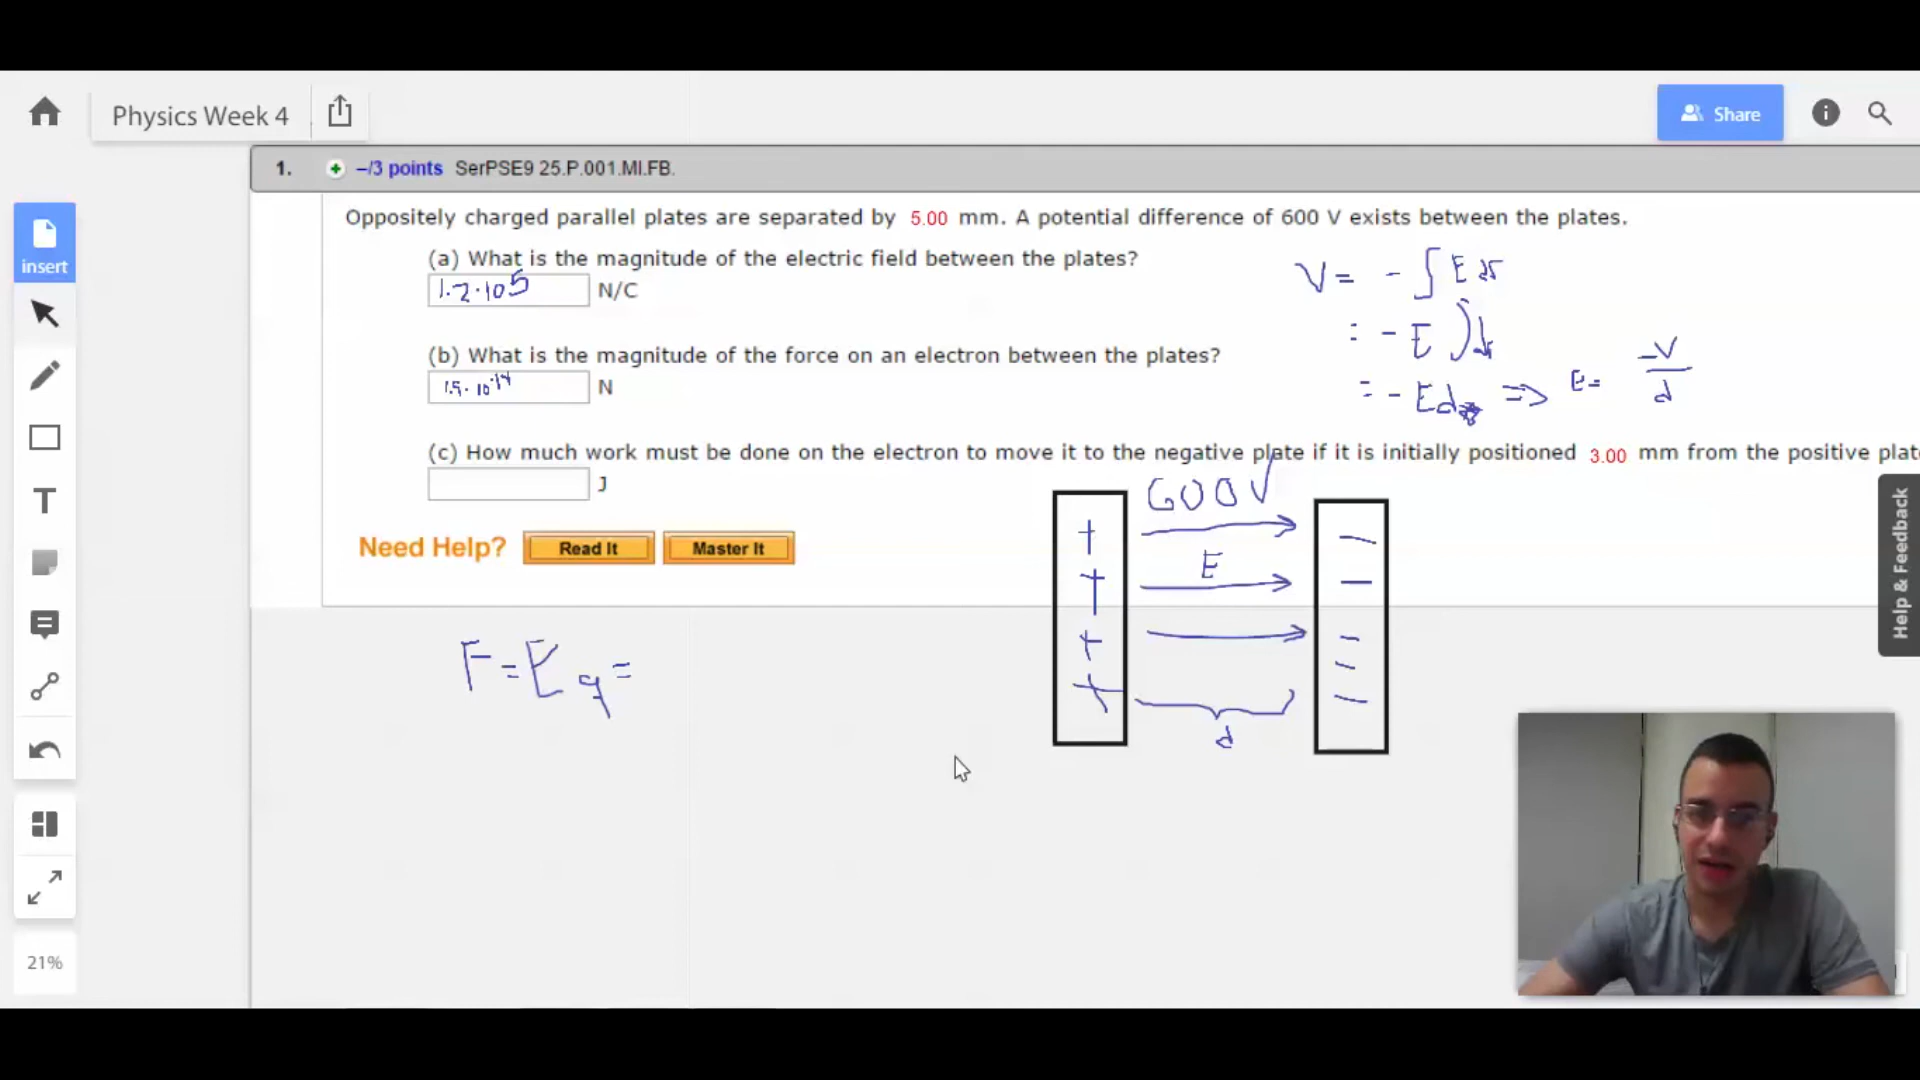 Physics Week 4
Share
insert
1. –/3 points SerPSE9 25.P.001.MI.FB.
Oppositely charged parallel plates are separated by 5.00 mm. A potential difference of 600 V exists between the plates.
(a) What is the magnitude of the electric field between the plates?
1.2·10^5 N/C
(b) What is the magnitude of the force on an electron between the plates?
N
(c) How much work must be done on the electron to move it to the negative plate if it is initially positioned 3.00 mm from the positive plat
J
Need Help? Read It Master It
V = - ∫ E
= - E ∫
= - Ed => E = -V/d
600V
+ −
E
+ −
+ −
−
+ −
d
F = Eq =
T
Help & Feedback
21%